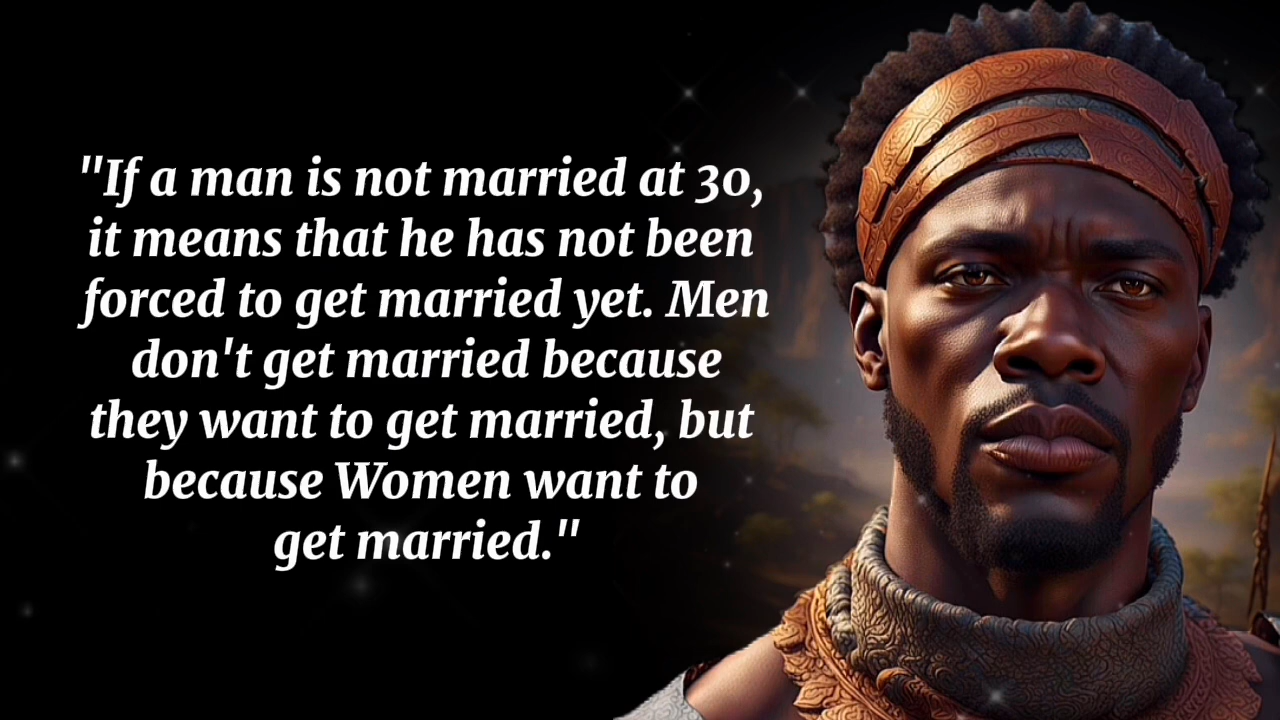 "If a man is not married at 30,
it means that he has not been
forced to get married yet. Men
don't get married because
they want to get married, but
because Women want to
get married."